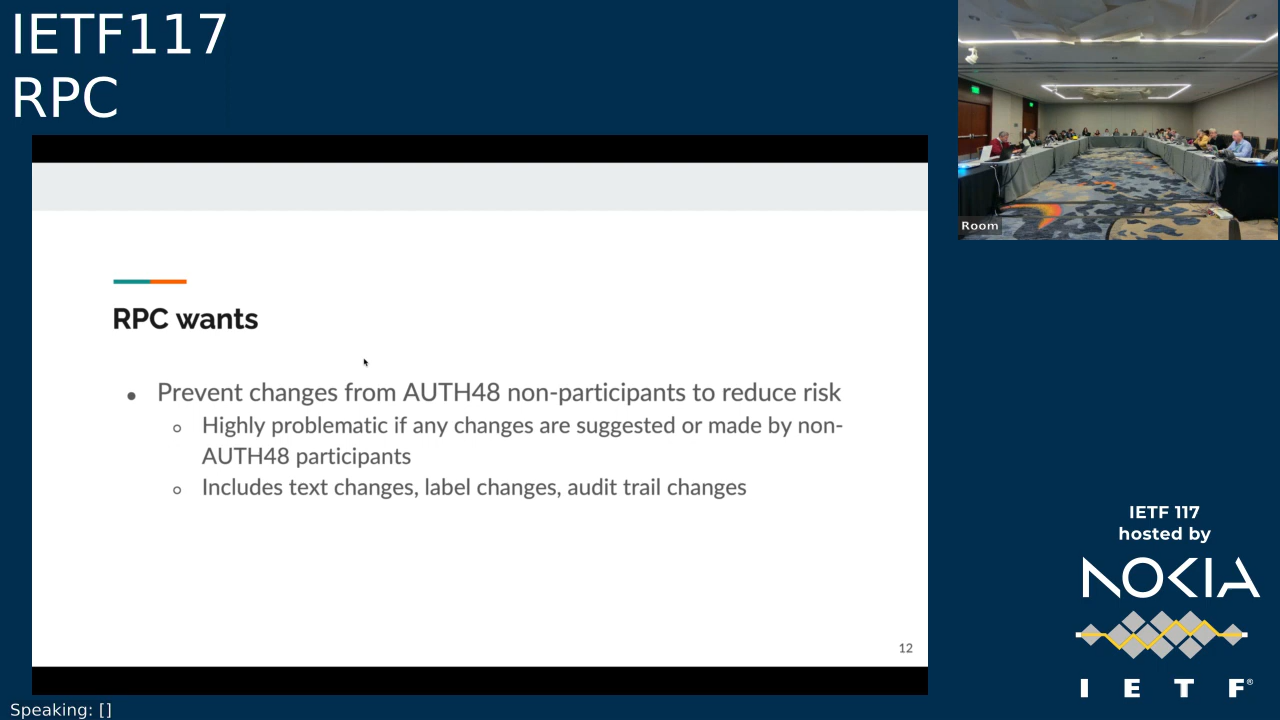 IETF117
RPC
Room
RPC wants
• Prevent changes from AUTH48 non-participants to reduce risk
○ Highly problematic if any changes are suggested or made by non-
AUTH48 participants
○ Includes text changes, label changes, audit trail changes
12
IETF 117
hosted by
NOKIA
I E T F®
Speaking: []